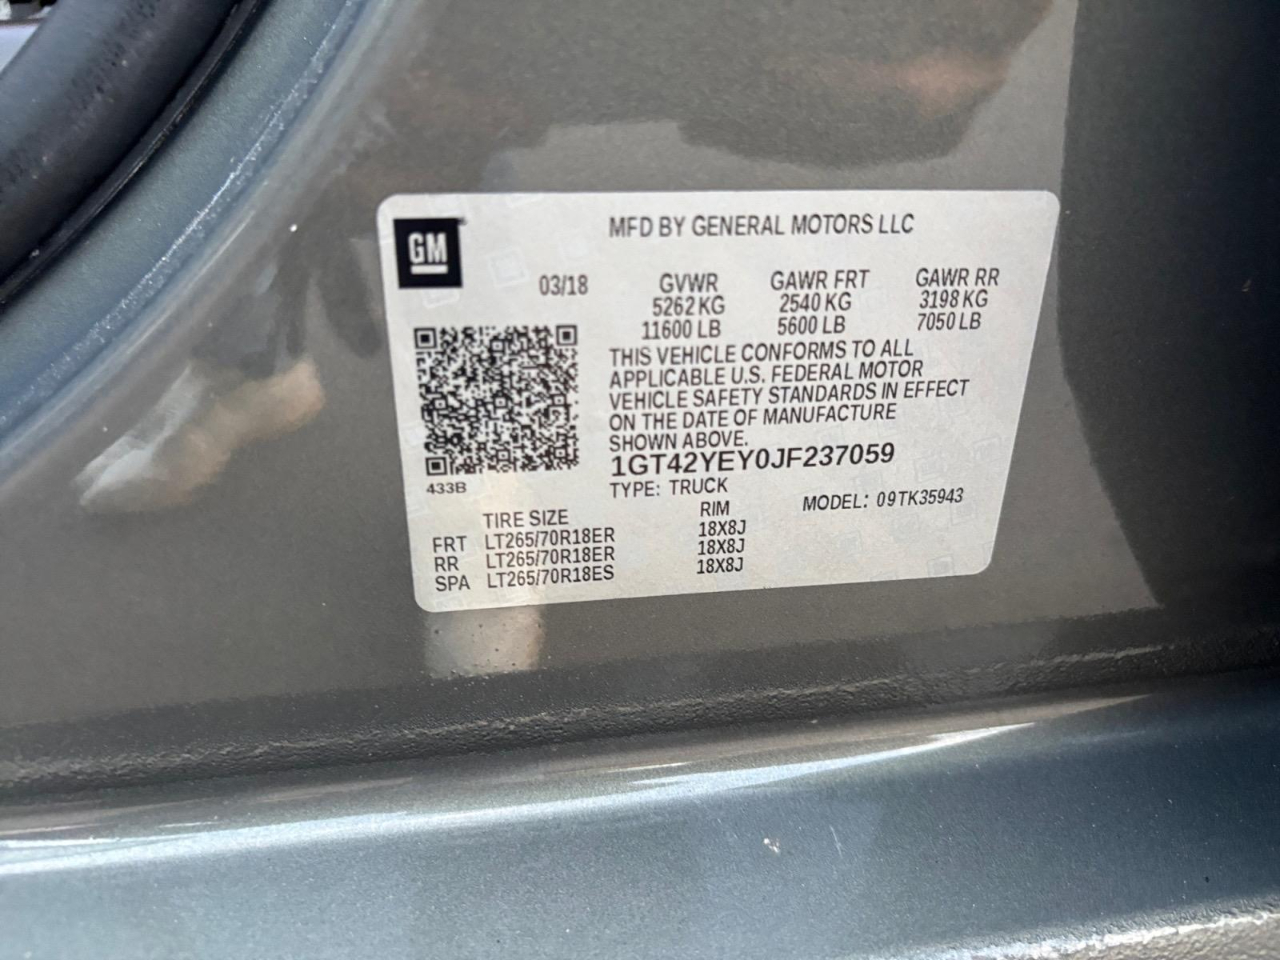 GM
MFD BY GENERAL MOTORS LLC
03/18 GVWR GAWR FRT GAWR RR
5262 KG 2540 KG 3198 KG
11600 LB 5600 LB 7050 LB
THIS VEHICLE CONFORMS TO ALL
APPLICABLE U.S. FEDERAL MOTOR
VEHICLE SAFETY STANDARDS IN EFFECT
ON THE DATE OF MANUFACTURE
SHOWN ABOVE.
1GT42YEY0JF237059
433B
TYPE: TRUCK MODEL: 09TK35943
TIRE SIZE RIM
FRT LT265/70R18ER 18X8J
RR LT265/70R18ER 18X8J
SPA LT265/70R18ES 18X8J